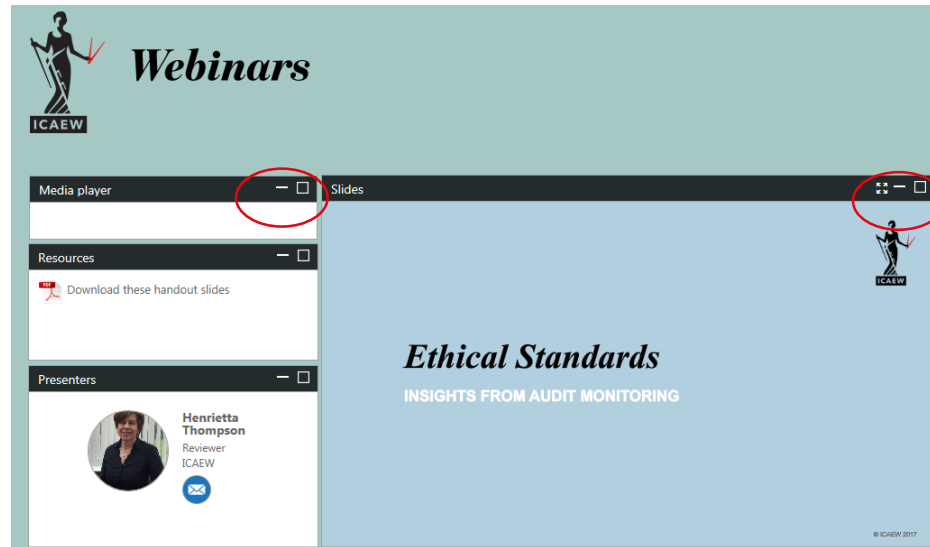 Webinars
ICAEW
Media player
Slides
ICAEW
Resources
Download these handout slides
Ethical Standards
INSIGHTS FROM AUDIT MONITORING
Presenters
Henrietta
Thompson
Reviewer
ICAEW
© ICAEW 2017